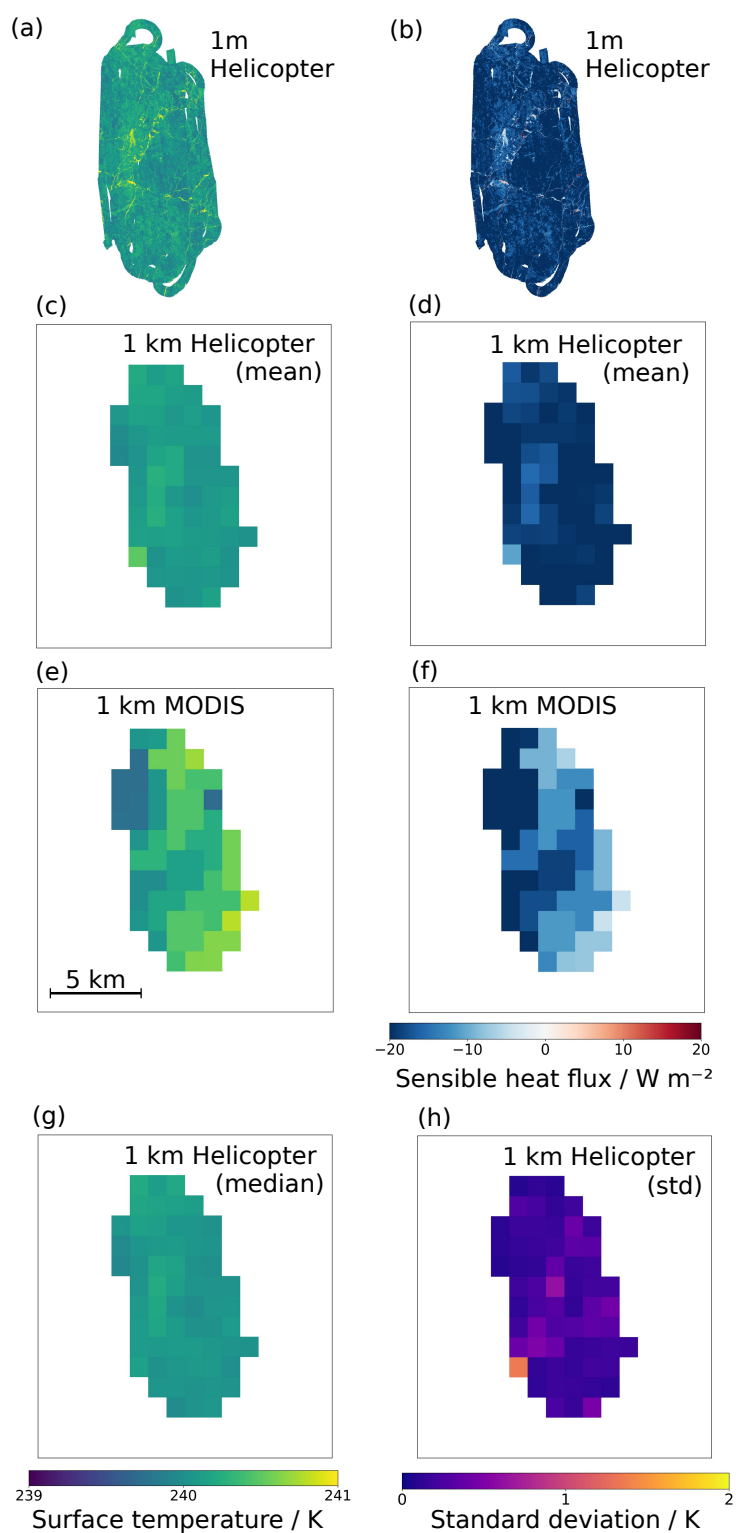 (a)
1m
Helicopter
(b)
1m
Helicopter
(c)
1 km Helicopter
(mean)
(d)
1 km Helicopter
(mean)
(e)
1 km MODIS
5 km
(f)
1 km MODIS
−20
−10
0
10
20
Sensible heat flux / W m⁻²
(g)
1 km Helicopter
(median)
(h)
1 km Helicopter
(std)
239
240
241
Surface temperature / K
0
1
2
Standard deviation / K